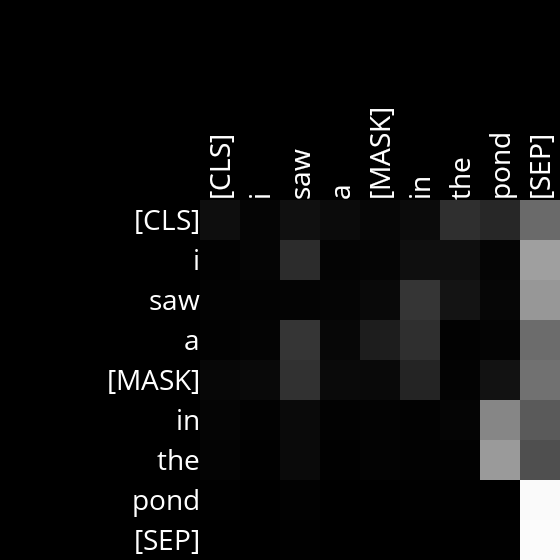 [CLS] i saw a [MASK] in the pond [SEP]
[CLS]
i
saw
a
[MASK]
in
the
pond
[SEP]